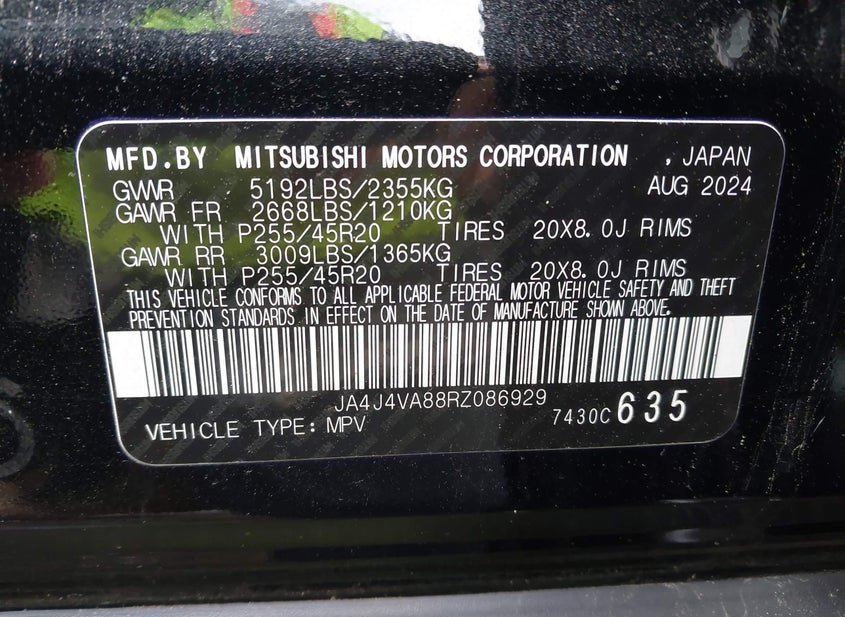 MFD.BY MITSUBISHI MOTORS CORPORATION , JAPAN
GVWR 5192LBS/2355KG AUG 2024
GAWR FR 2668LBS/1210KG
WITH P255/45R20 TIRES 20X8.0J RIMS
GAWR RR 3009LBS/1365KG
WITH P255/45R20 TIRES 20X8.0J RIMS
THIS VEHICLE CONFORMS TO ALL APPLICABLE FEDERAL MOTOR VEHICLE SAFETY AND THEFT
PREVENTION STANDARDS IN EFFECT ON THE DATE OF MANUFACTURE SHOWN ABOVE.
JA4J4VA88RZ086929
VEHICLE TYPE: MPV 7430C 635